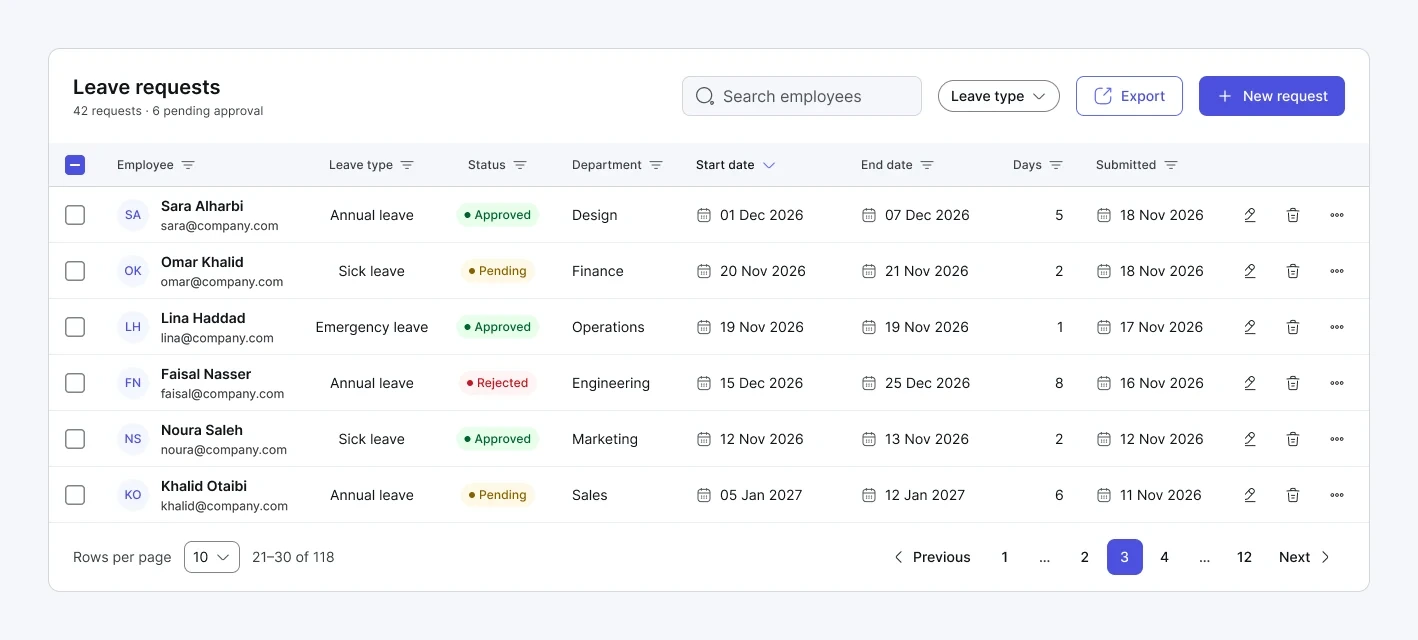 Leave requests
42 requests · 6 pending approval
Search employees
Leave type
Export
New request
Employee Leave type Status Department Start date End date Days Submitted
SA Sara Alharbi Annual leave Approved Design 01 Dec 2026 07 Dec 2026 5 18 Nov 2026
sara@company.com
OK Omar Khalid Sick leave Pending Finance 20 Nov 2026 21 Nov 2026 2 18 Nov 2026
omar@company.com
LH Lina Haddad Emergency leave Approved Operations 19 Nov 2026 19 Nov 2026 1 17 Nov 2026
lina@company.com
FN Faisal Nasser Annual leave Rejected Engineering 15 Dec 2026 25 Dec 2026 8 16 Nov 2026
faisal@company.com
NS Noura Saleh Sick leave Approved Marketing 12 Nov 2026 13 Nov 2026 2 12 Nov 2026
noura@company.com
KO Khalid Otaibi Annual leave Pending Sales 05 Jan 2027 12 Jan 2027 6 11 Nov 2026
khalid@company.com
Rows per page 10 21–30 of 118 Previous 1 ... 2 3 4 ... 12 Next